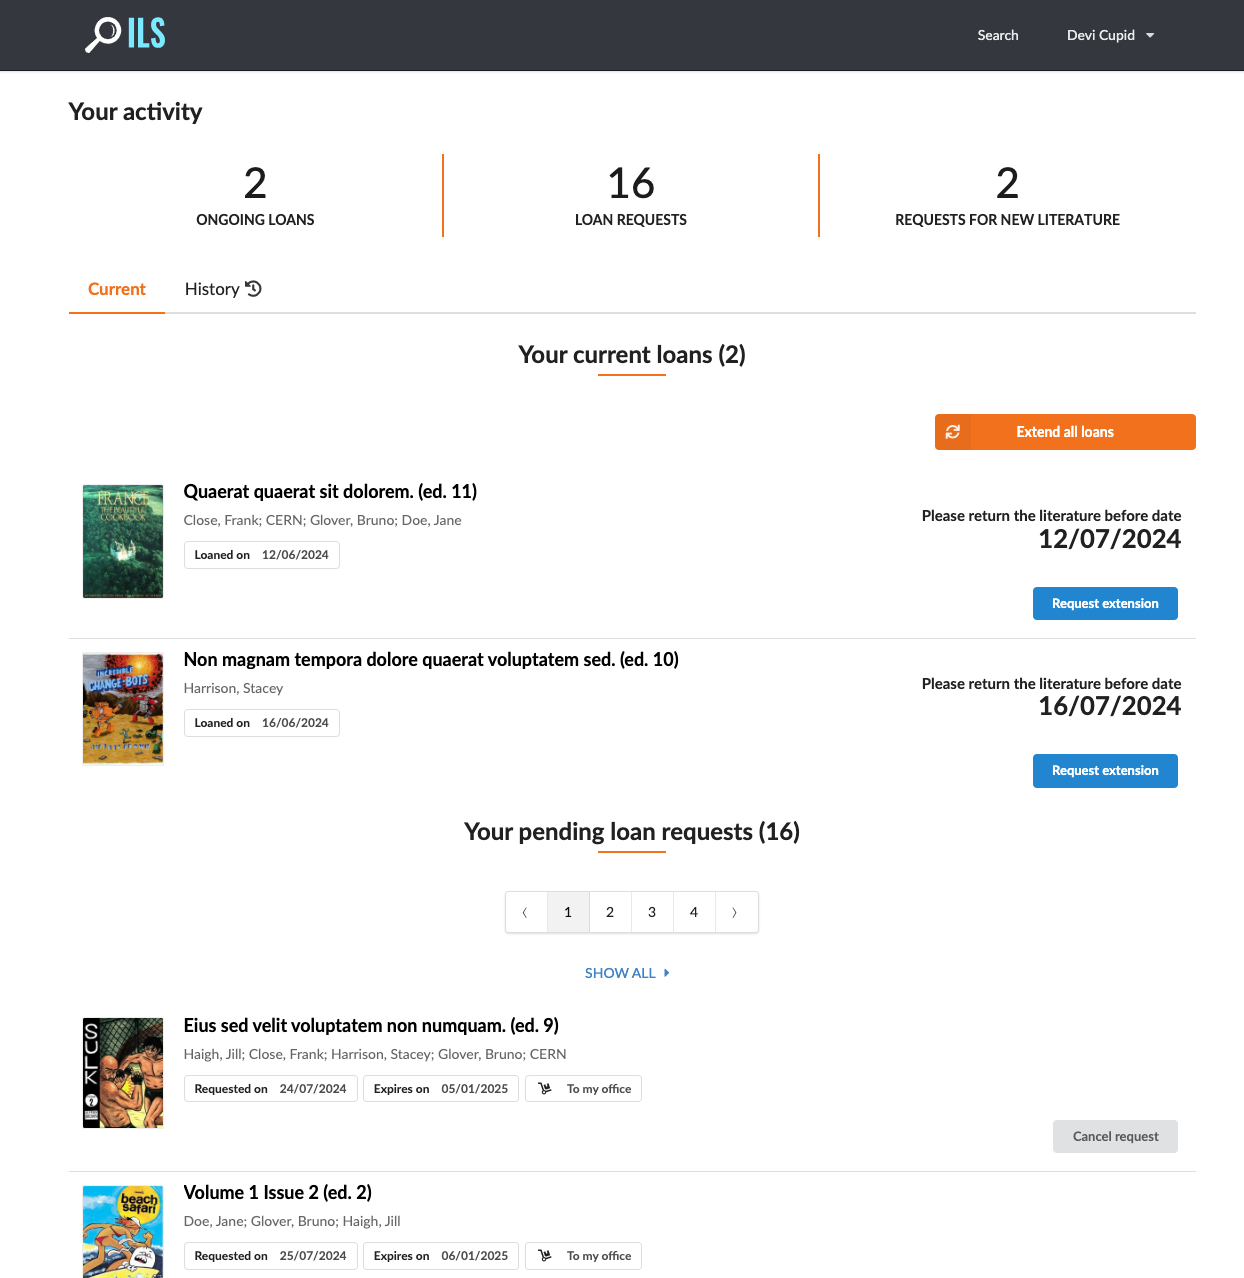 ILS
Search
Devi Cupid
Your activity
2
ONGOING LOANS
16
LOAN REQUESTS
2
REQUESTS FOR NEW LITERATURE
Current
History
Your current loans (2)
Extend all loans
FRANCE
THE BEAUTIFUL
COOKBOOK
Quaerat quaerat sit dolorem. (ed. 11)
Close, Frank; CERN; Glover, Bruno; Doe, Jane
Loaned on 12/06/2024
Please return the literature before date
12/07/2024
Request extension
INCREDIBLE
CHANGE-BOTS
Non magnam tempora dolore quaerat voluptatem sed. (ed. 10)
Harrison, Stacey
Loaned on 16/06/2024
Please return the literature before date
16/07/2024
Request extension
Your pending loan requests (16)
‹ 1 2 3 4 ›
SHOW ALL
SULK
Eius sed velit voluptatem non numquam. (ed. 9)
Haigh, Jill; Close, Frank; Harrison, Stacey; Glover, Bruno; CERN
Requested on 24/07/2024 Expires on 05/01/2025 To my office
Cancel request
beach
safari
Volume 1 Issue 2 (ed. 2)
Doe, Jane; Glover, Bruno; Haigh, Jill
Requested on 25/07/2024 Expires on 06/01/2025 To my office